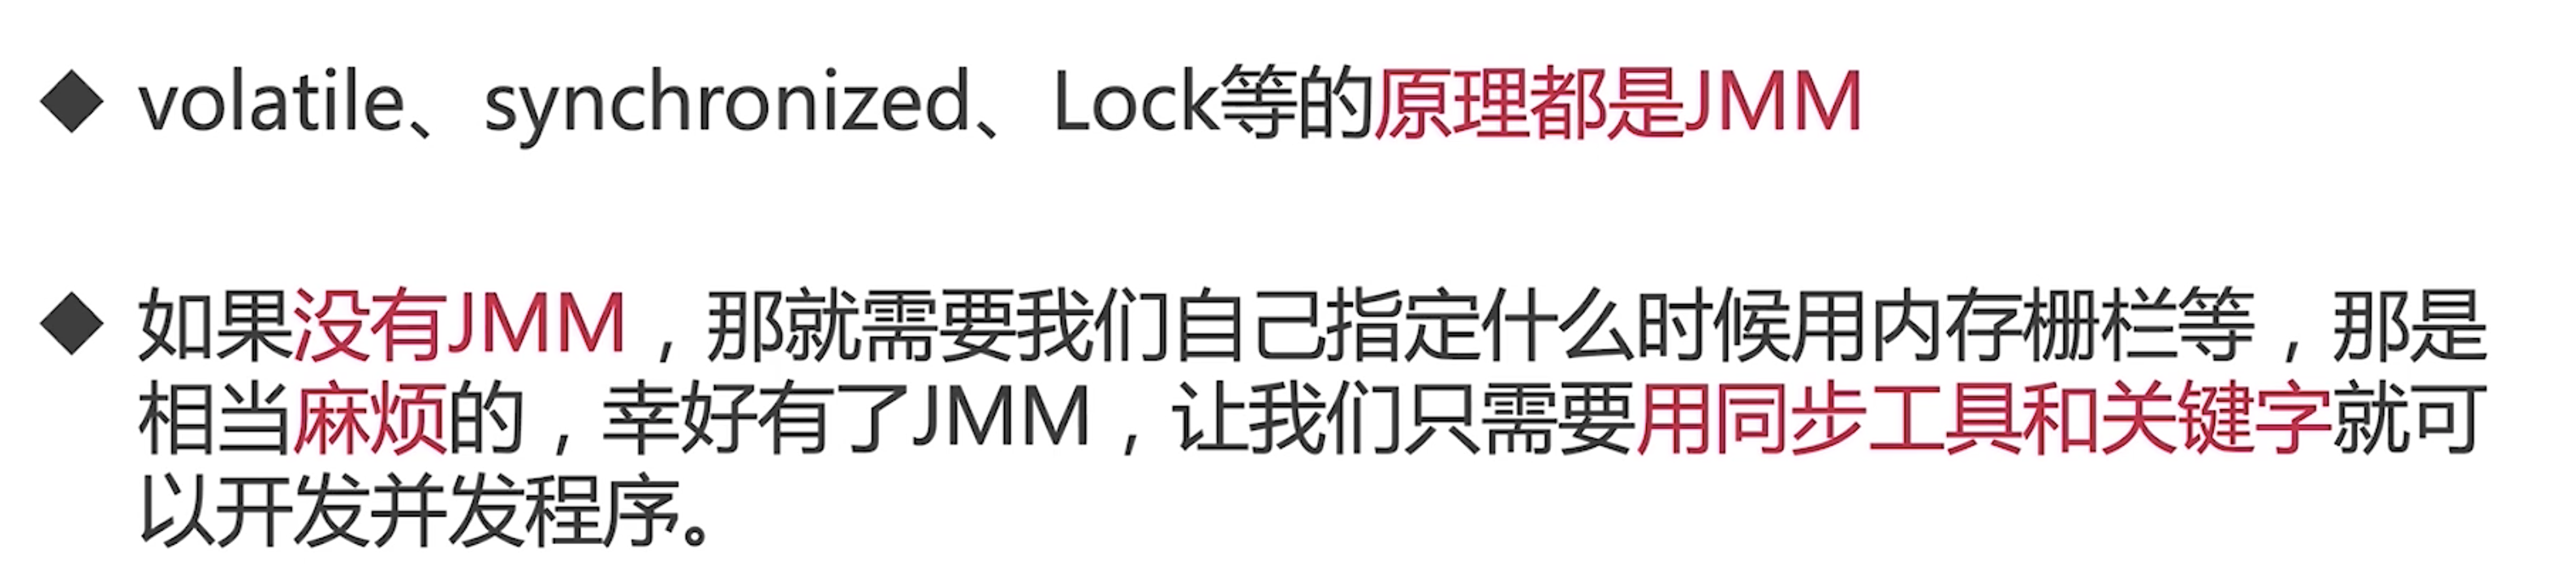 ◆ volatile、synchronized、Lock等的原理都是JMM
◆ 如果没有JMM，那就需要我们自己指定什么时候用内存栅栏等，那是
相当麻烦的，幸好有了JMM，让我们只需要用同步工具和关键字就可
以开发并发程序。